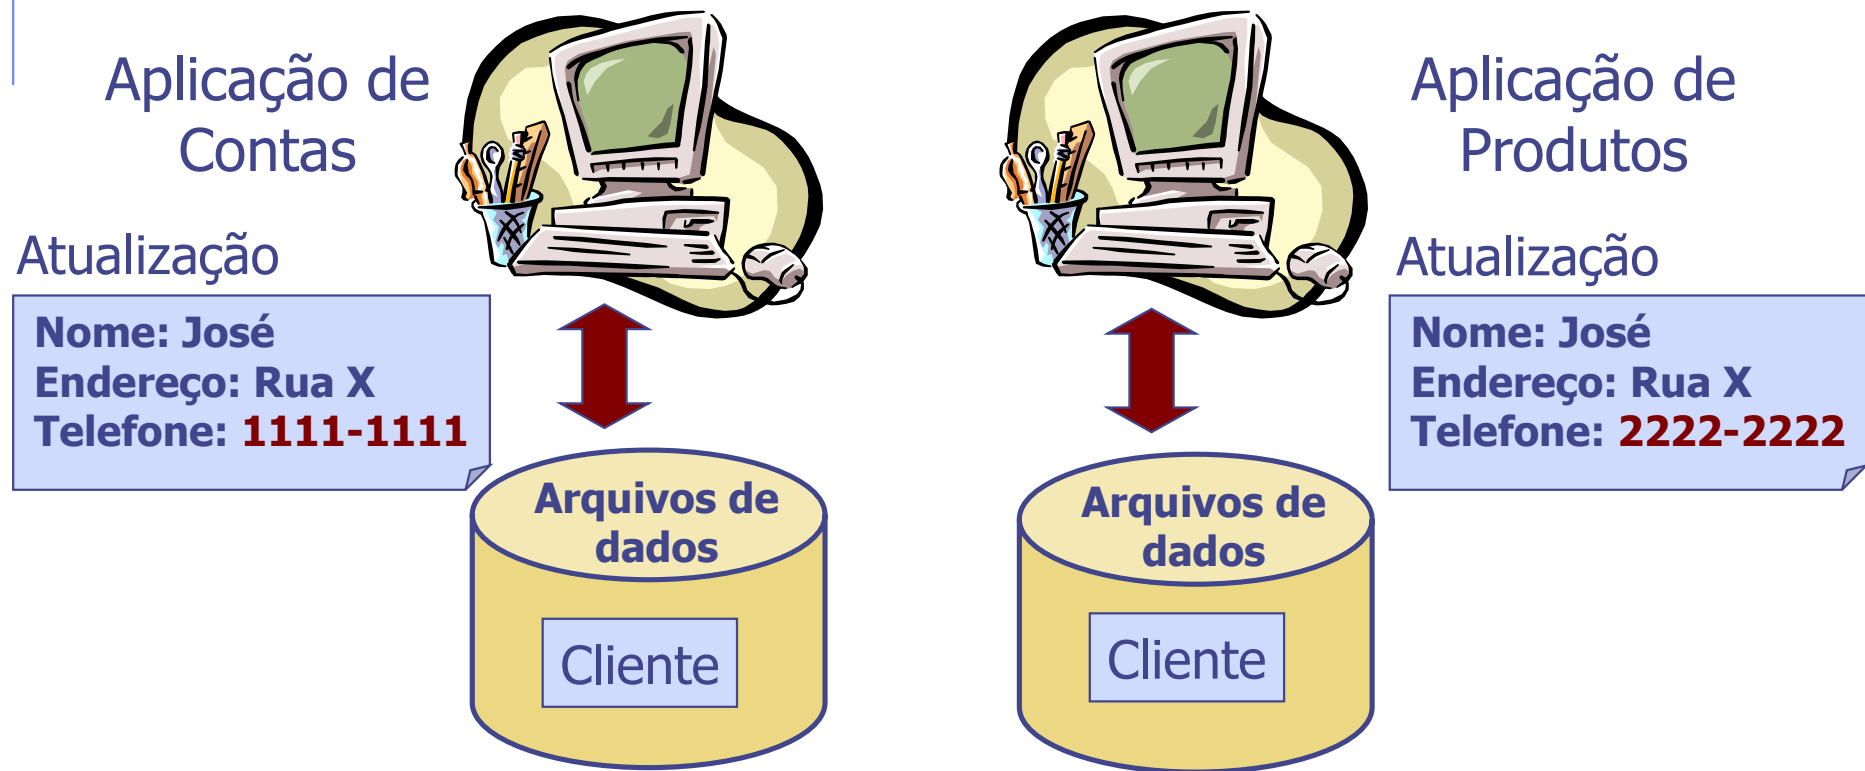 Aplicação de
Contas
Atualização
Nome: José
Endereço: Rua X
Telefone: 1111-1111
Arquivos de
dados
Cliente
Aplicação de
Produtos
Atualização
Nome: José
Endereço: Rua X
Telefone: 2222-2222
Arquivos de
dados
Cliente